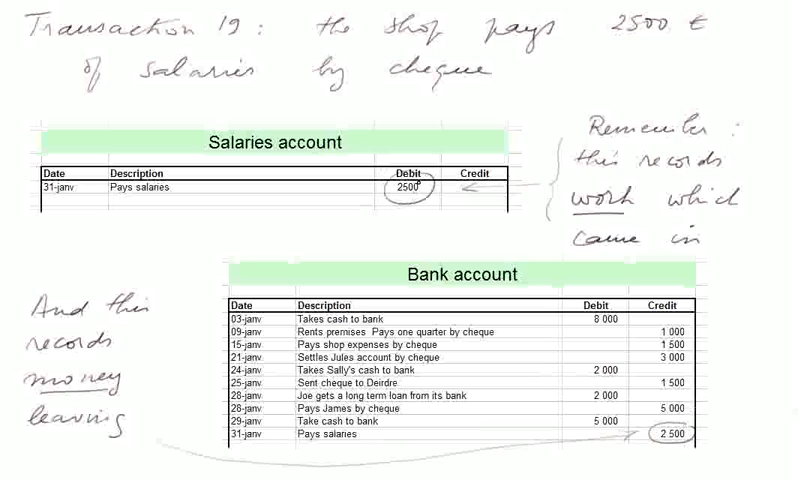 Transaction 19 : the shop pays 2500 €
of salaries by cheque
Salaries account
Date Description Debit Credit
31-janv Pays salaries 2500
Remember :
this records
work which
came in
Bank account
Date Description Debit Credit
03-janv Takes cash to bank 8 000
09-janv Rents premises Pays one quarter by cheque 1 000
15-janv Pays shop expenses by cheque 1 500
21-janv Settles Jules account by cheque 3 000
24-janv Takes Sally's cash to bank 2 000
25-janv Sent cheque to Deirdre 1 500
28-janv Joe gets a long term loan from its bank 2 000
28-janv Pays James by cheque 5 000
29-janv Take cash to bank 5 000
31-janv Pays salaries 2 500
And this
records
money
leaving